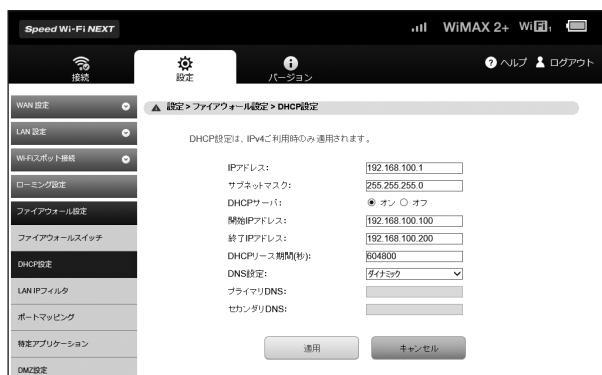 Speed Wi-Fi NEXT
WiMAX 2+ WiFi 1
接続 設定 バージョン
ヘルプ ログアウト
WAN 設定
LAN 設定
Wi-Fiスポット接続
ローミング設定
ファイアウォール設定
ファイアウォールスイッチ
DHCP設定
LAN IPフィルタ
ポートマッピング
特定アプリケーション
DMZ設定
設定 > ファイアウォール設定 > DHCP設定
DHCP設定は、IPv4ご利用時のみ適用されます。
IPアドレス: 192.168.100.1
サブネットマスク: 255.255.255.0
DHCPサーバ: オン オフ
開始IPアドレス: 192.168.100.100
終了IPアドレス: 192.168.100.200
DHCPリース期間(秒): 604800
DNS設定: ダイナミック
プライマリDNS:
セカンダリDNS:
適用 キャンセル